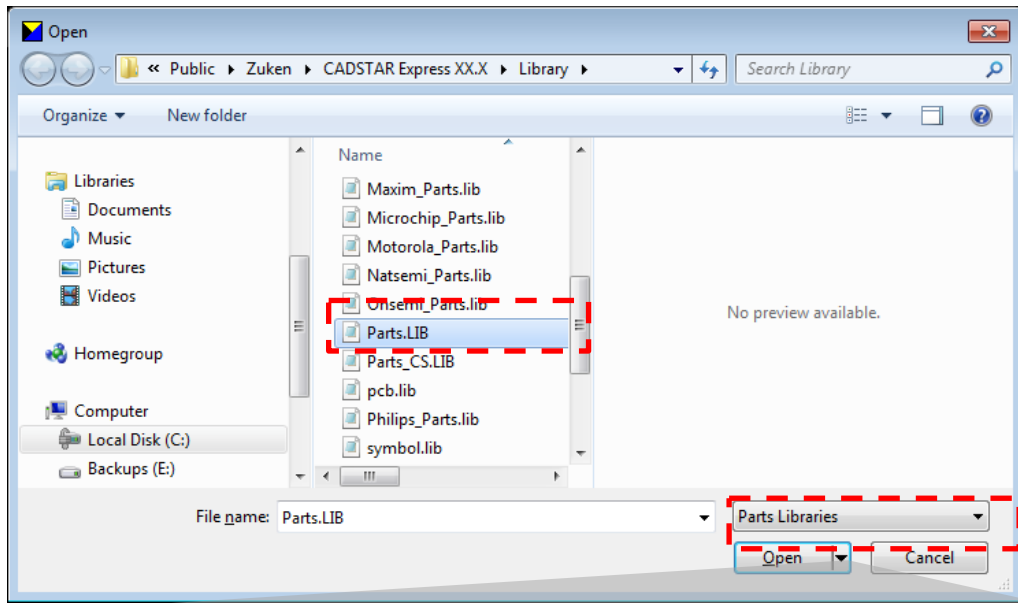 Open
« Public Zuken CADSTAR Express XX.X Library
Search Library
Organize New folder
Libraries
Documents
Music
Pictures
Videos
Homegroup
Computer
Local Disk (C:)
Backups (E:)
Name
Maxim_Parts.lib
Microchip_Parts.lib
Motorola_Parts.lib
Natsemi_Parts.lib
Onsemi_Parts.lib
Parts.LIB
Parts_CS.LIB
pcb.lib
Philips_Parts.lib
symbol.lib
No preview available.
File name: Parts.LIB
Parts Libraries
Open Cancel